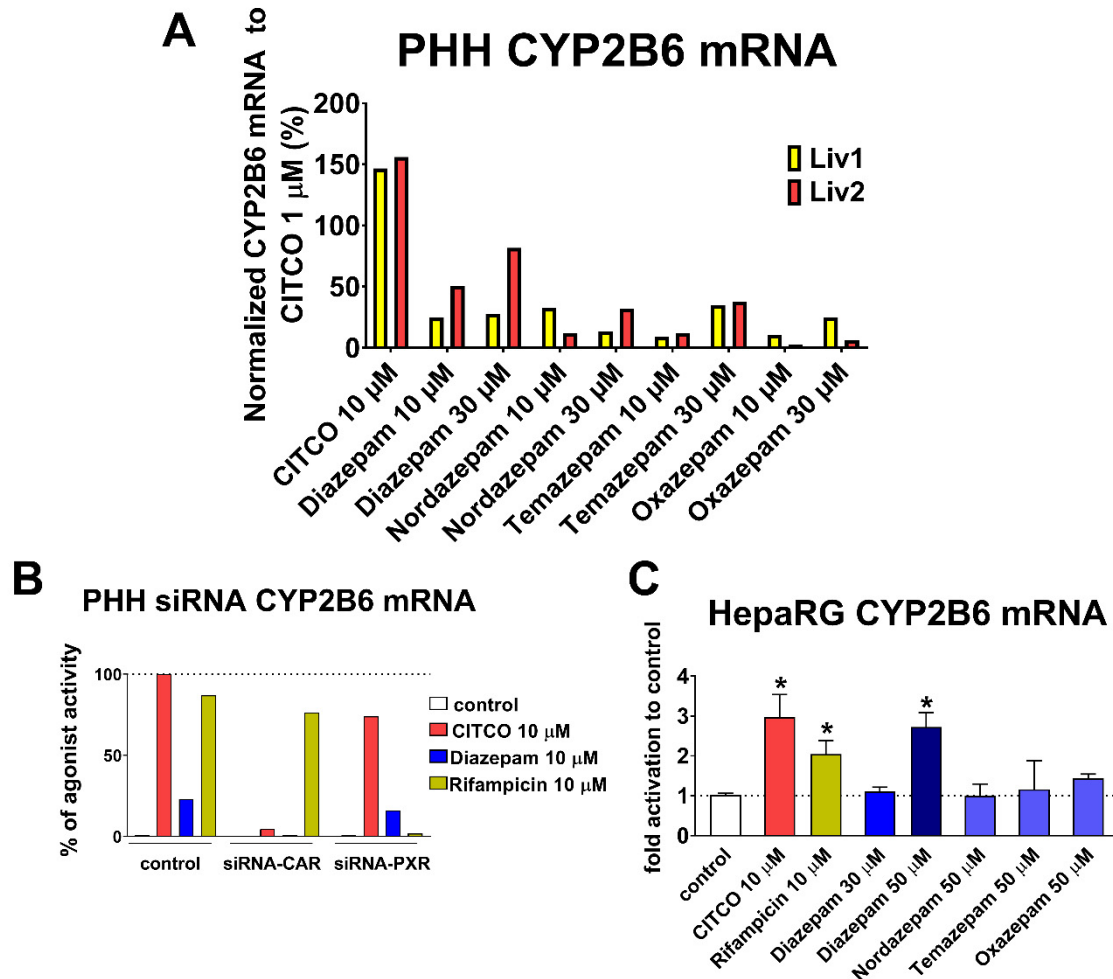 A
PHH CYP2B6 mRNA
Normalized CYP2B6 mRNA to
CITCO 1 μM (%)
200
150
100
50
0
Liv1
Liv2
CITCO 10 μM
Diazepam 10 μM
Diazepam 30 μM
Nordazepam 10 μM
Nordazepam 30 μM
Temazepam 10 μM
Temazepam 30 μM
Oxazepam 10 μM
Oxazepam 30 μM
B
PHH siRNA CYP2B6 mRNA
% of agonist activity
100
50
0
control
siRNA-CAR
siRNA-PXR
control
CITCO 10 μM
Diazepam 10 μM
Rifampicin 10 μM
C
HepaRG CYP2B6 mRNA
fold activation to control
4
3
2
1
0
*
*
*
control
CITCO 10 μM
Rifampicin 10 μM
Diazepam 30 μM
Diazepam 50 μM
Nordazepam 50 μM
Temazepam 50 μM
Oxazepam 50 μM